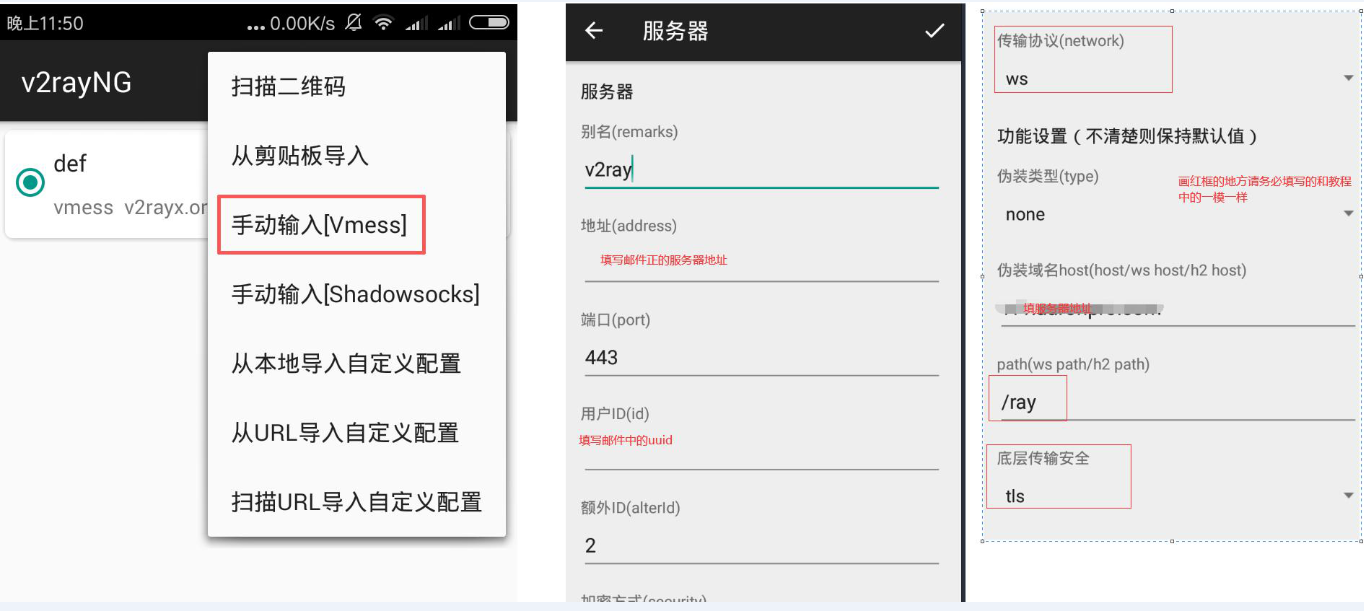 晚上11:50
... 0.00K/s
v2rayNG
def
vmess v2rayx.or
扫描二维码
从剪贴板导入
手动输入[Vmess]
手动输入[Shadowsocks]
从本地导入自定义配置
从URL导入自定义配置
扫描URL导入自定义配置
服务器
服务器
别名(remarks)
v2ray
地址(address)
填写邮件正的服务器地址
端口(port)
443
用户ID(id)
填写邮件中的uuid
额外ID(alterId)
2
加密方式(security)
传输协议(network)
ws
功能设置（不清楚则保持默认值）
伪装类型(type)
画红框的地方请务必填写的和教程
中的一模一样
none
伪装域名host(host/ws host/h2 host)
填服务器地址
path(ws path/h2 path)
/ray
底层传输安全
tls